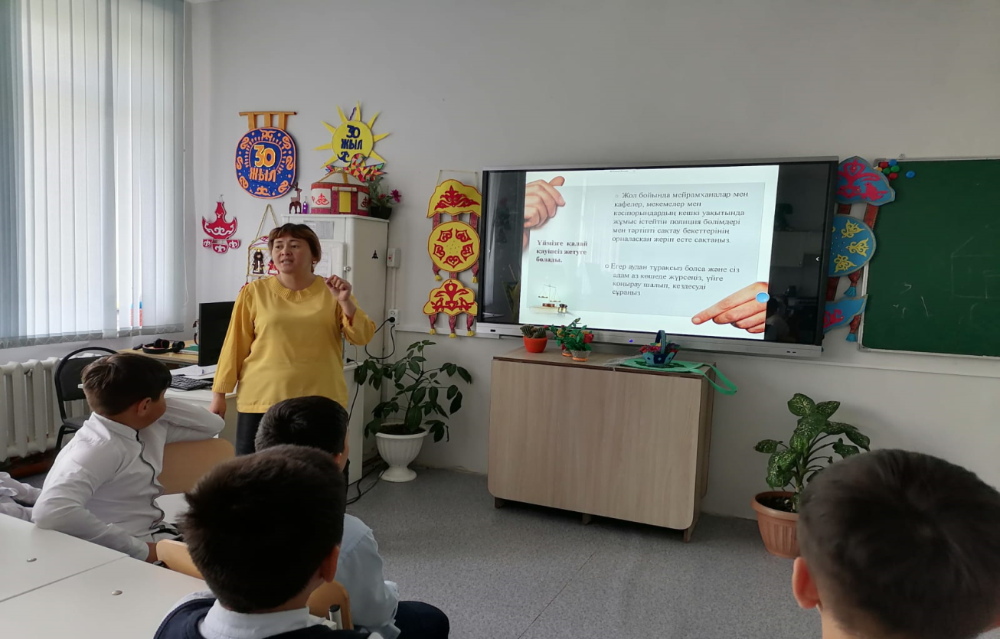 30
ЖЫЛ
30
ЖЫЛ
Жол бойында мейрамханалар мен
кафелер, мекемелер мен
кәсіпорындардың кешкі уақытында
жұмыс істейтін полиция бөлімдері
мен тәртіпті сақтау бекеттерінің
орналасқан жерін есте сақтаңыз.
Үйімізге қалай
қауіпсіз жетуге
болады.
Егер аудан тұрақсыз болса және сіз
адам аз көшеде жүрсеңіз, үйге
қоңырау шалып, кездесуді
сұраңыз